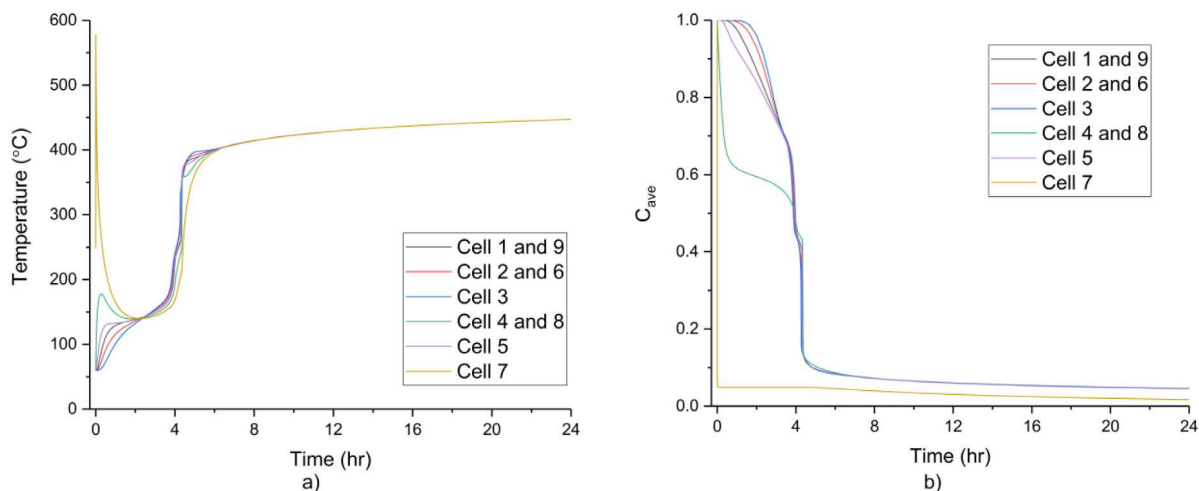 600
500
400
300
200
100
0
Temperature (°C)
Cell 1 and 9
Cell 2 and 6
Cell 3
Cell 4 and 8
Cell 5
Cell 7
0 4 8 12 16 20 24
Time (hr)
a)
1.0
0.8
0.6
0.4
0.2
0.0
Cave
Cell 1 and 9
Cell 2 and 6
Cell 3
Cell 4 and 8
Cell 5
Cell 7
0 4 8 12 16 20 24
Time (hr)
b)